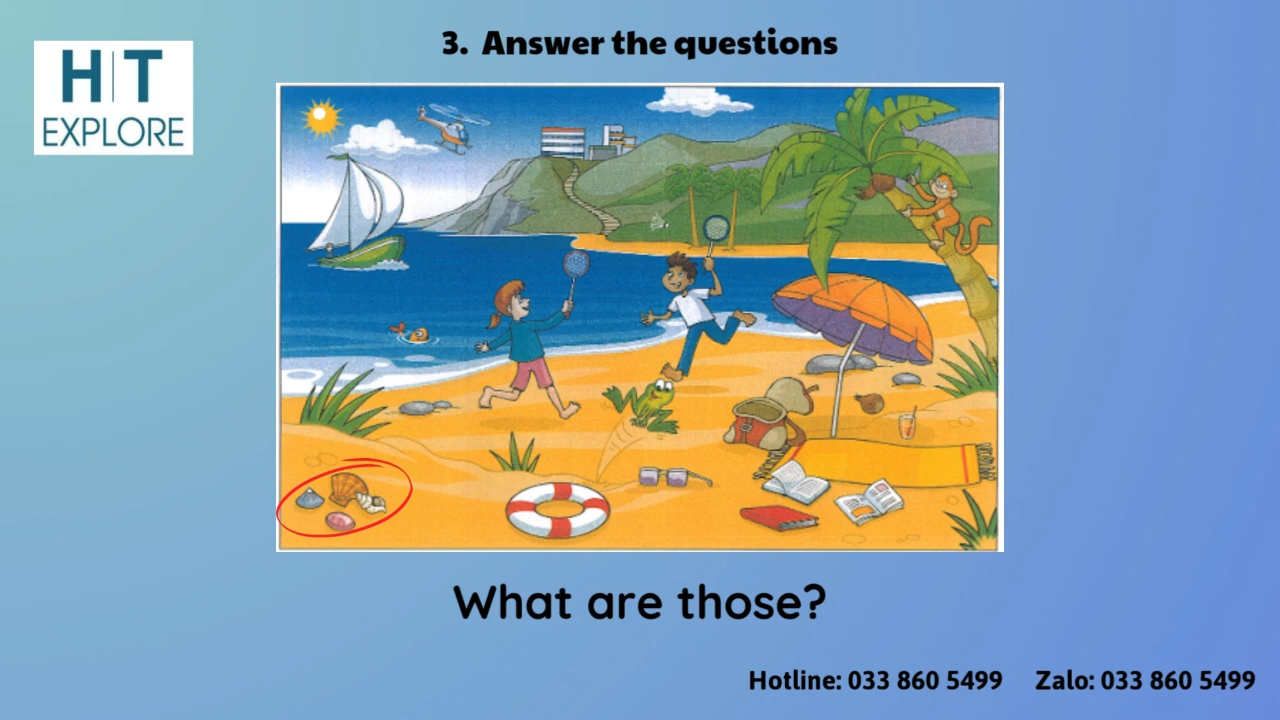 3. Answer the questions
H|T
EXPLORE
What are those?
Hotline: 033 860 5499 Zalo: 033 860 5499